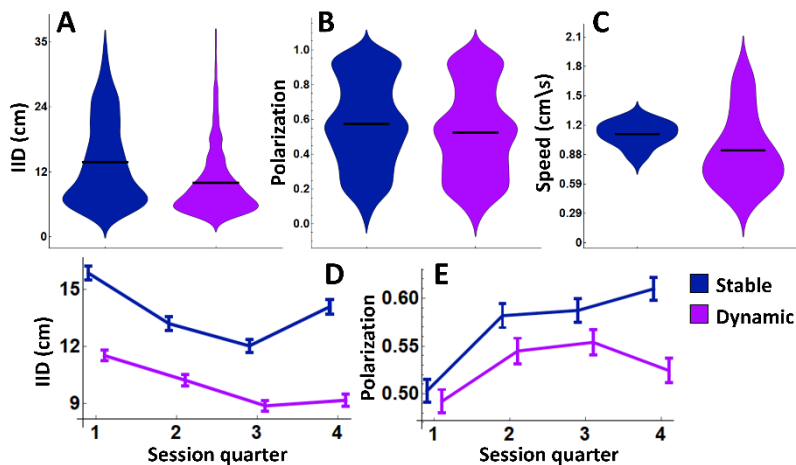 A
IID (cm)
35
24
12
0
B
Polarization
1.0
0.8
0.6
0.4
0.2
0.0
C
Speed (cm\s)
2.1
1.8
1.5
1.2
0.88
0.59
0.29
0
D
IID (cm)
15
12
9
1 2 3 4
Session quarter
E
Polarization
0.60
0.55
0.50
1 2 3 4
Session quarter
Stable
Dynamic